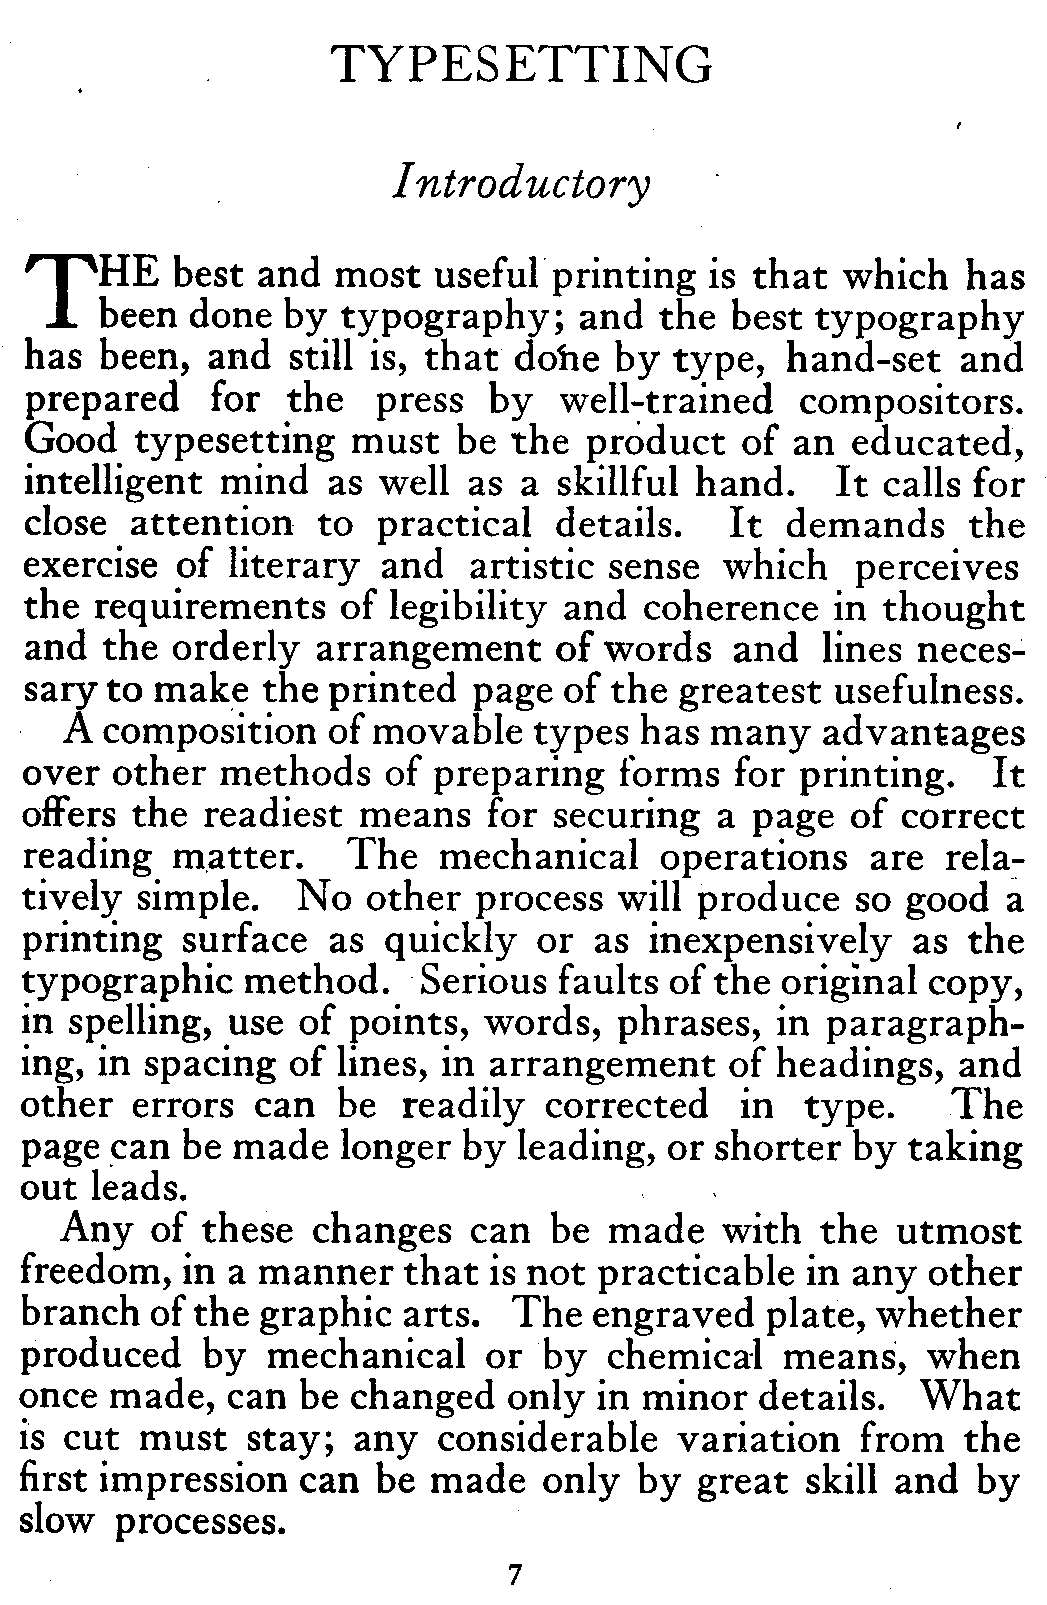 TYPESETTING
Introductory
THE best and most useful printing is that which has
been done by typography; and the best typography
has been, and still is, that done by type, hand-set and
prepared for the press by well-trained compositors.
Good typesetting must be the product of an educated,
intelligent mind as well as a skillful hand. It calls for
close attention to practical details. It demands the
exercise of literary and artistic sense which perceives
the requirements of legibility and coherence in thought
and the orderly arrangement of words and lines neces-
sary to make the printed page of the greatest usefulness.
A composition of movable types has many advantages
over other methods of preparing forms for printing. It
offers the readiest means for securing a page of correct
reading matter. The mechanical operations are rela-
tively simple. No other process will produce so good a
printing surface as quickly or as inexpensively as the
typographic method. Serious faults of the original copy,
in spelling, use of points, words, phrases, in paragraph-
ing, in spacing of lines, in arrangement of headings, and
other errors can be readily corrected in type. The
page can be made longer by leading, or shorter by taking
out leads.
Any of these changes can be made with the utmost
freedom, in a manner that is not practicable in any other
branch of the graphic arts. The engraved plate, whether
produced by mechanical or by chemical means, when
once made, can be changed only in minor details. What
is cut must stay; any considerable variation from the
first impression can be made only by great skill and by
slow processes.
7